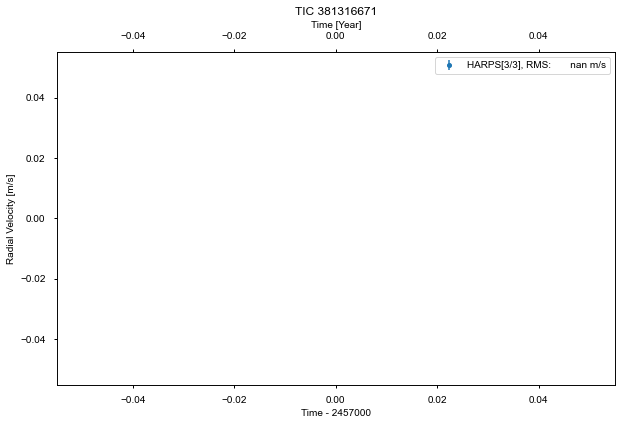 TIC 381316671
Time [Year]
−0.04 −0.02 0.00 0.02 0.04
HARPS[3/3], RMS: nan m/s
0.04
0.02
0.00
−0.02
−0.04
Radial Velocity [m/s]
−0.04 −0.02 0.00 0.02 0.04
Time - 2457000